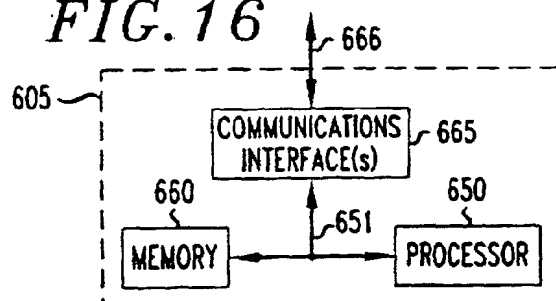 FIG. 16
666
605
COMMUNICATIONS
INTERFACE(s)
665
660
650
651
MEMORY
PROCESSOR